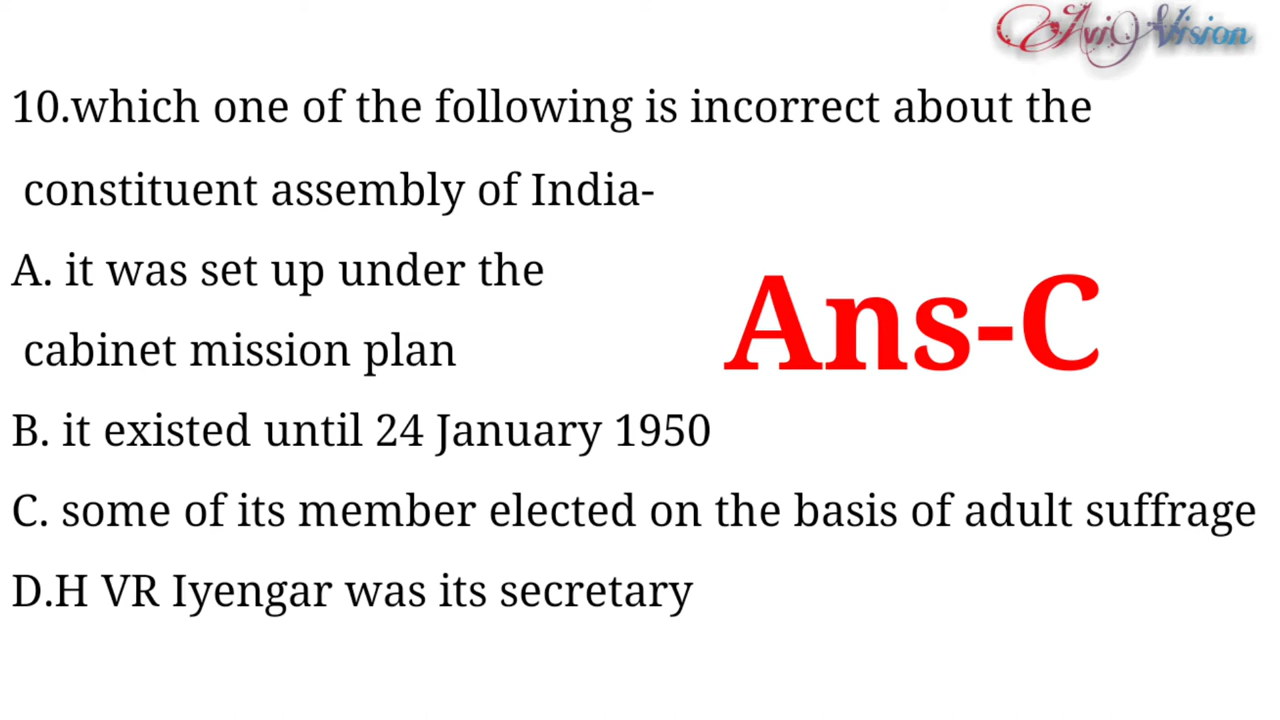 Avi Vision
10.which one of the following is incorrect about the
constituent assembly of India-
A. it was set up under the
cabinet mission plan
Ans-C
B. it existed until 24 January 1950
C. some of its member elected on the basis of adult suffrage
D.H VR Iyengar was its secretary